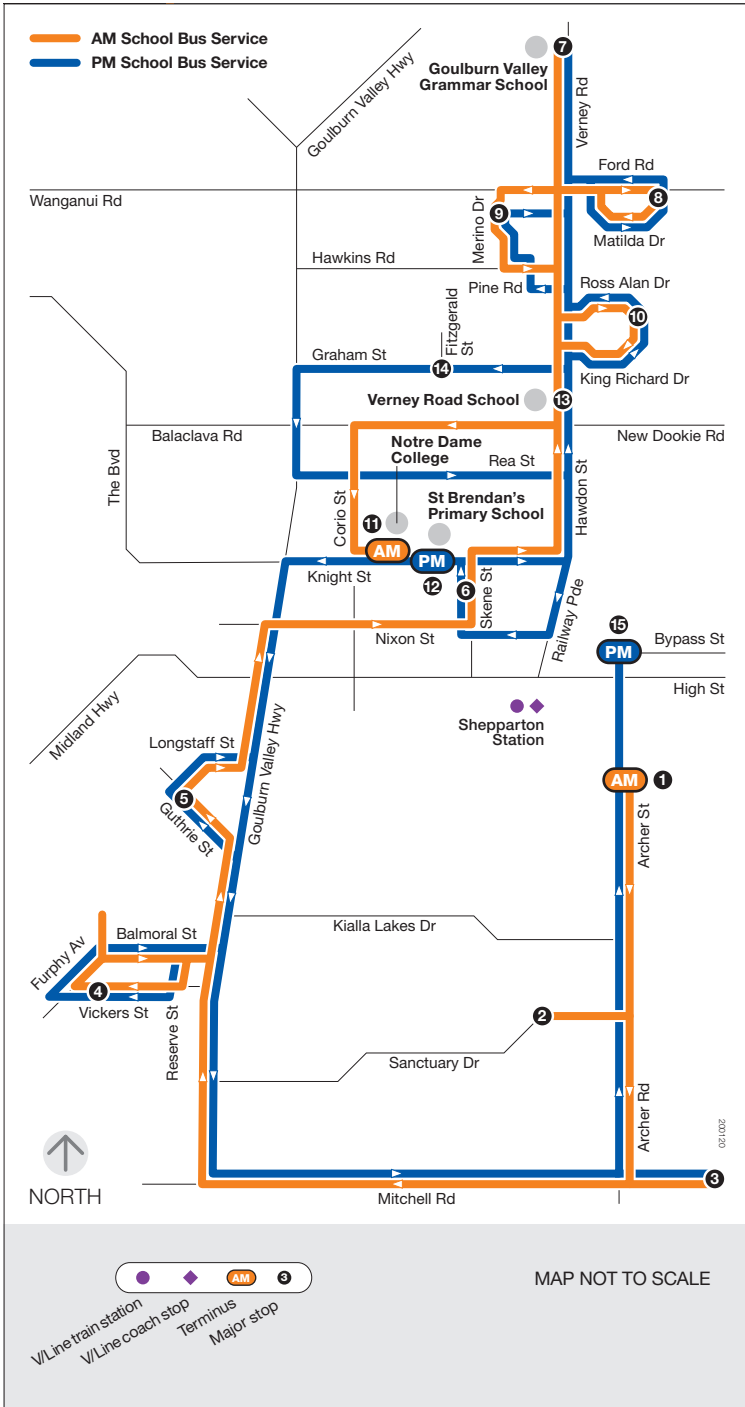 AM School Bus Service
PM School Bus Service
Goulburn Valley Hwy
7
Goulburn Valley
Grammar School
Verney Rd
Ford Rd
Wanganui Rd
Merino Dr
9
8
Matilda Dr
Hawkins Rd
Pine Rd
Ross Alan Dr
10
Fitzgerald
St
Graham St
14
King Richard Dr
Verney Road School
13
Balaclava Rd
New Dookie Rd
The Bvd
Notre Dame
College
Rea St
Corio St
St Brendan's
Primary School
Hawdon St
11
AM
PM
12
Knight St
6
Skene St
Railway Pde
Nixon St
15
PM
Bypass St
High St
Midland Hwy
Shepparton
Station
Longstaff St
Goulburn Valley Hwy
AM
1
5
Guthrie St
Archer St
Kialla Lakes Dr
Balmoral St
Furphy Av
4
Vickers St
Reserve St
2
Sanctuary Dr
Archer Rd
200120
NORTH
3
Mitchell Rd
AM
3
V/Line train station
V/Line coach stop
Terminus
Major stop
MAP NOT TO SCALE